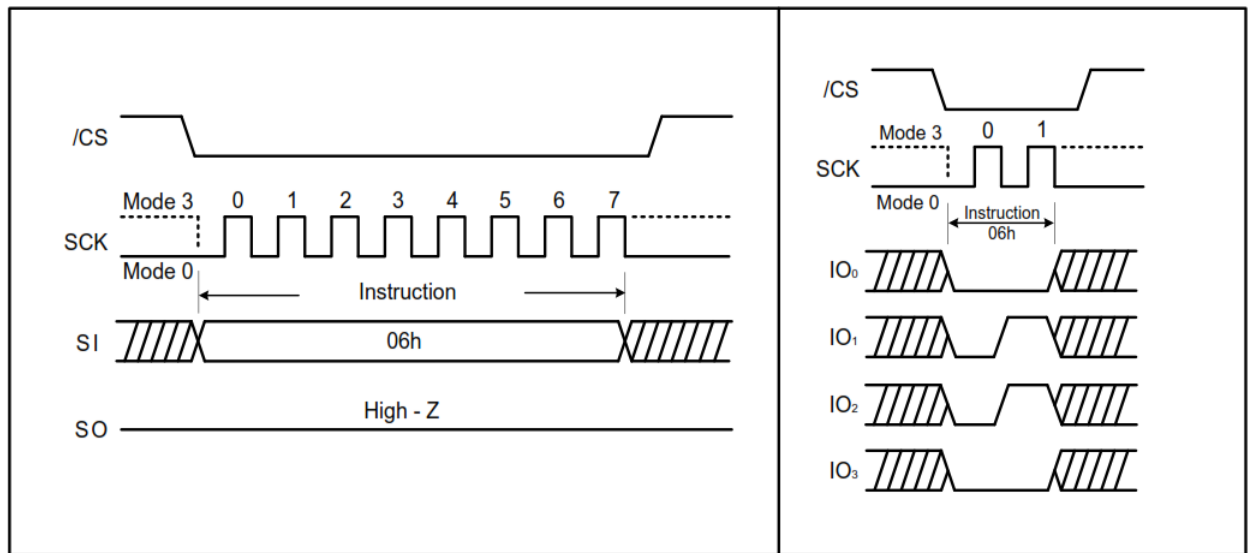 /CS
Mode 3
0 1 2 3 4 5 6 7
SCK
Mode 0
Instruction
SI
06h
High - Z
SO
/CS
Mode 3 0 1
SCK
Mode 0
Instruction
06h
IO₀
IO₁
IO₂
IO₃